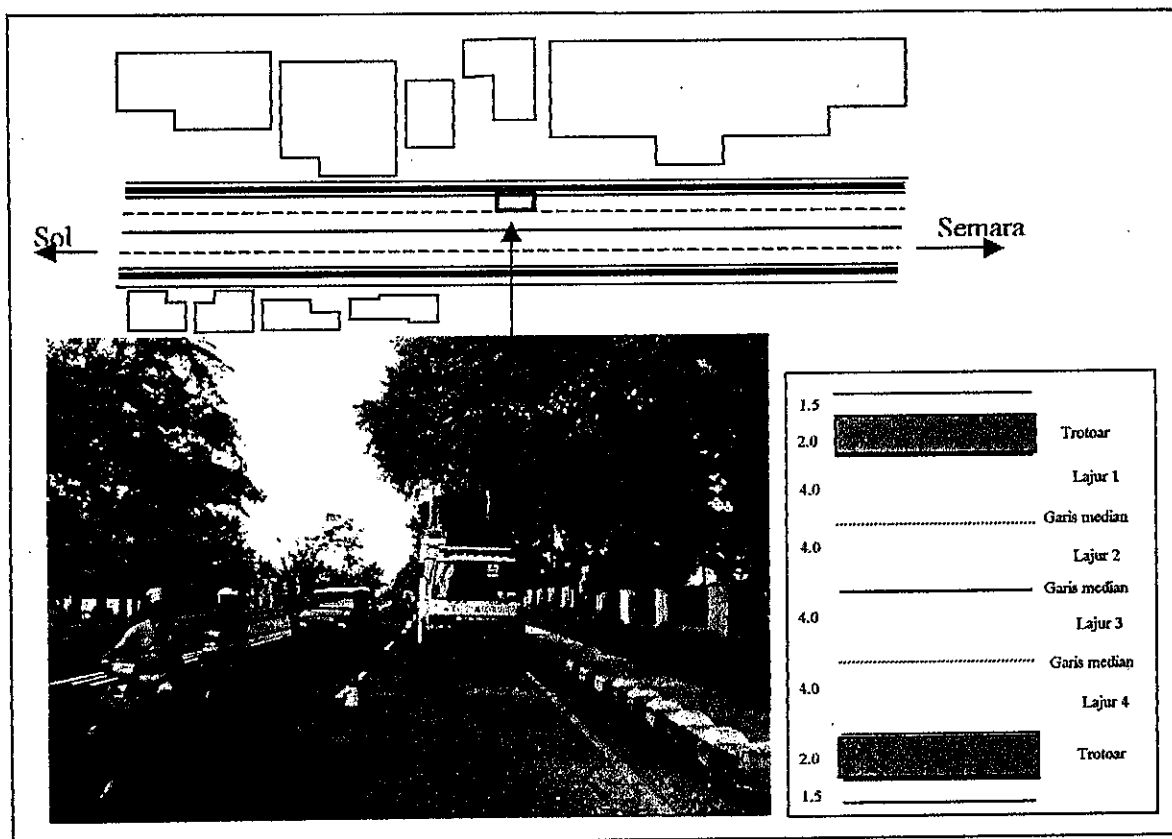 Sol
Semara
1.5
2.0
Trotoar
Lajur 1
4.0
Garis median
4.0
Lajur 2
Garis median
4.0
Lajur 3
Garis median
4.0
Lajur 4
2.0
Trotoar
1.5